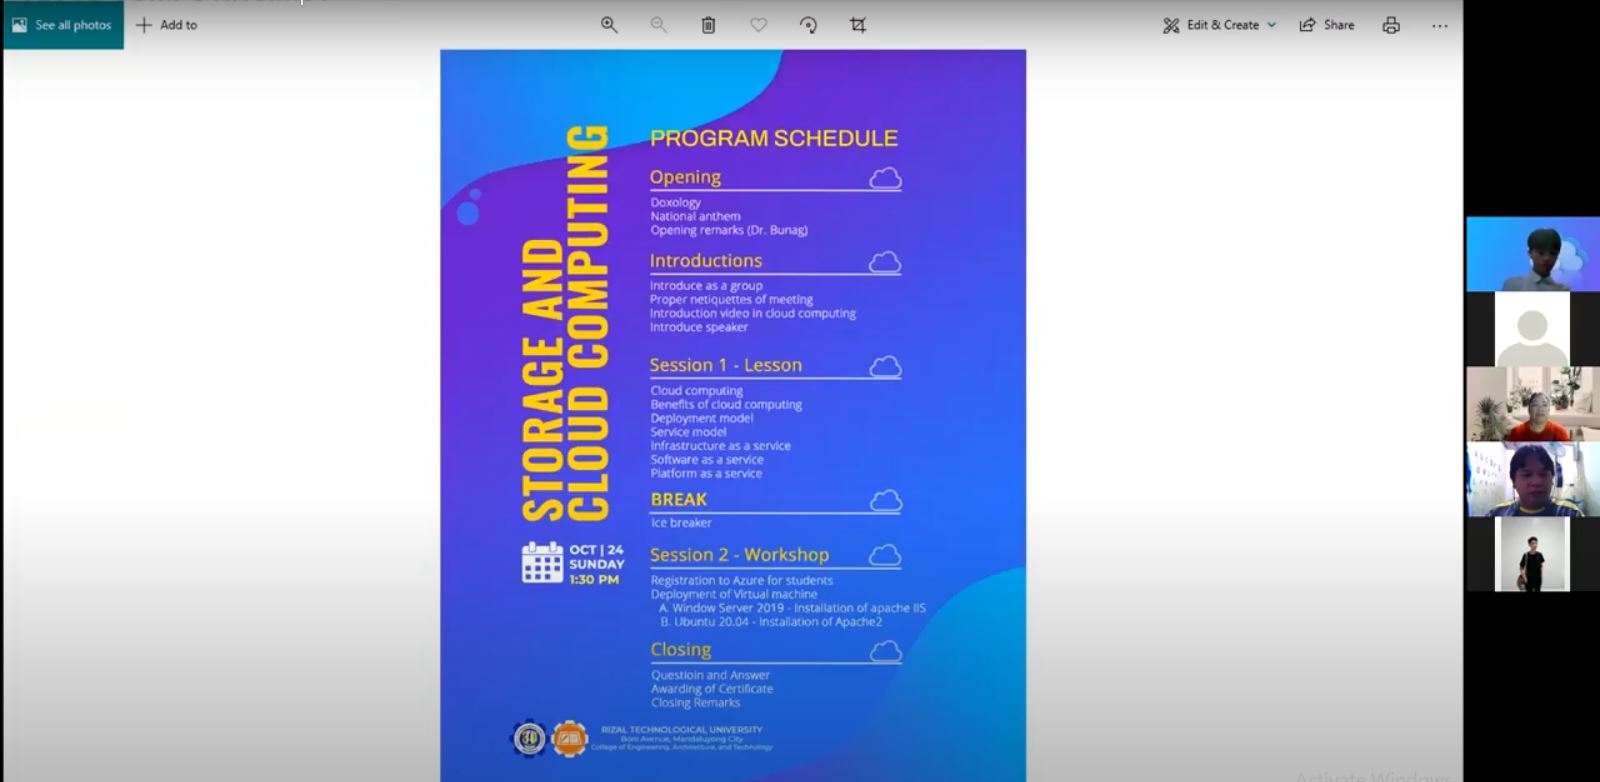 See all photos
Add to
Edit & Create
Share
STORAGE AND
CLOUD COMPUTING
OCT | 24
SUNDAY
1:30 PM
PROGRAM SCHEDULE
Opening
Doxology
National anthem
Opening remarks (Dr. Bunag)
Introductions
Introduce as a group
Proper netiquettes of meeting
Introduction video in cloud computing
Introduce speaker
Session 1 - Lesson
Cloud computing
Benefits of cloud computing
Deployment model
Service model
Infrastructure as a service
Software as a service
Platform as a service
BREAK
Ice breaker
Session 2 - Workshop
Registration to Azure for students
Deployment of Virtual machine
A. Window Server 2019 - Installation of apache IIS
B. Ubuntu 20.04 - Installation of Apache2
Closing
Questioin and Answer
Awarding of Certificate
Closing Remarks
RIZAL TECHNOLOGICAL UNIVERSITY
Boni Avenue, Mandaluyong City
College of Engineering, Architecture, and Technology
Activate Windows